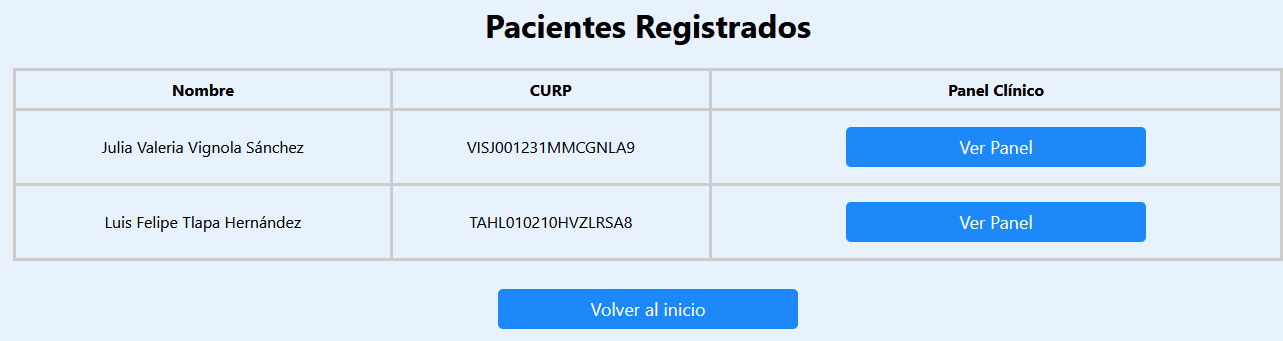 Pacientes Registrados
Nombre CURP Panel Clínico
Julia Valeria Vignola Sánchez VISJ001231MMCGNLA9 Ver Panel
Luis Felipe Tlapa Hernández TAHL010210HVZLRSA8 Ver Panel
Volver al inicio